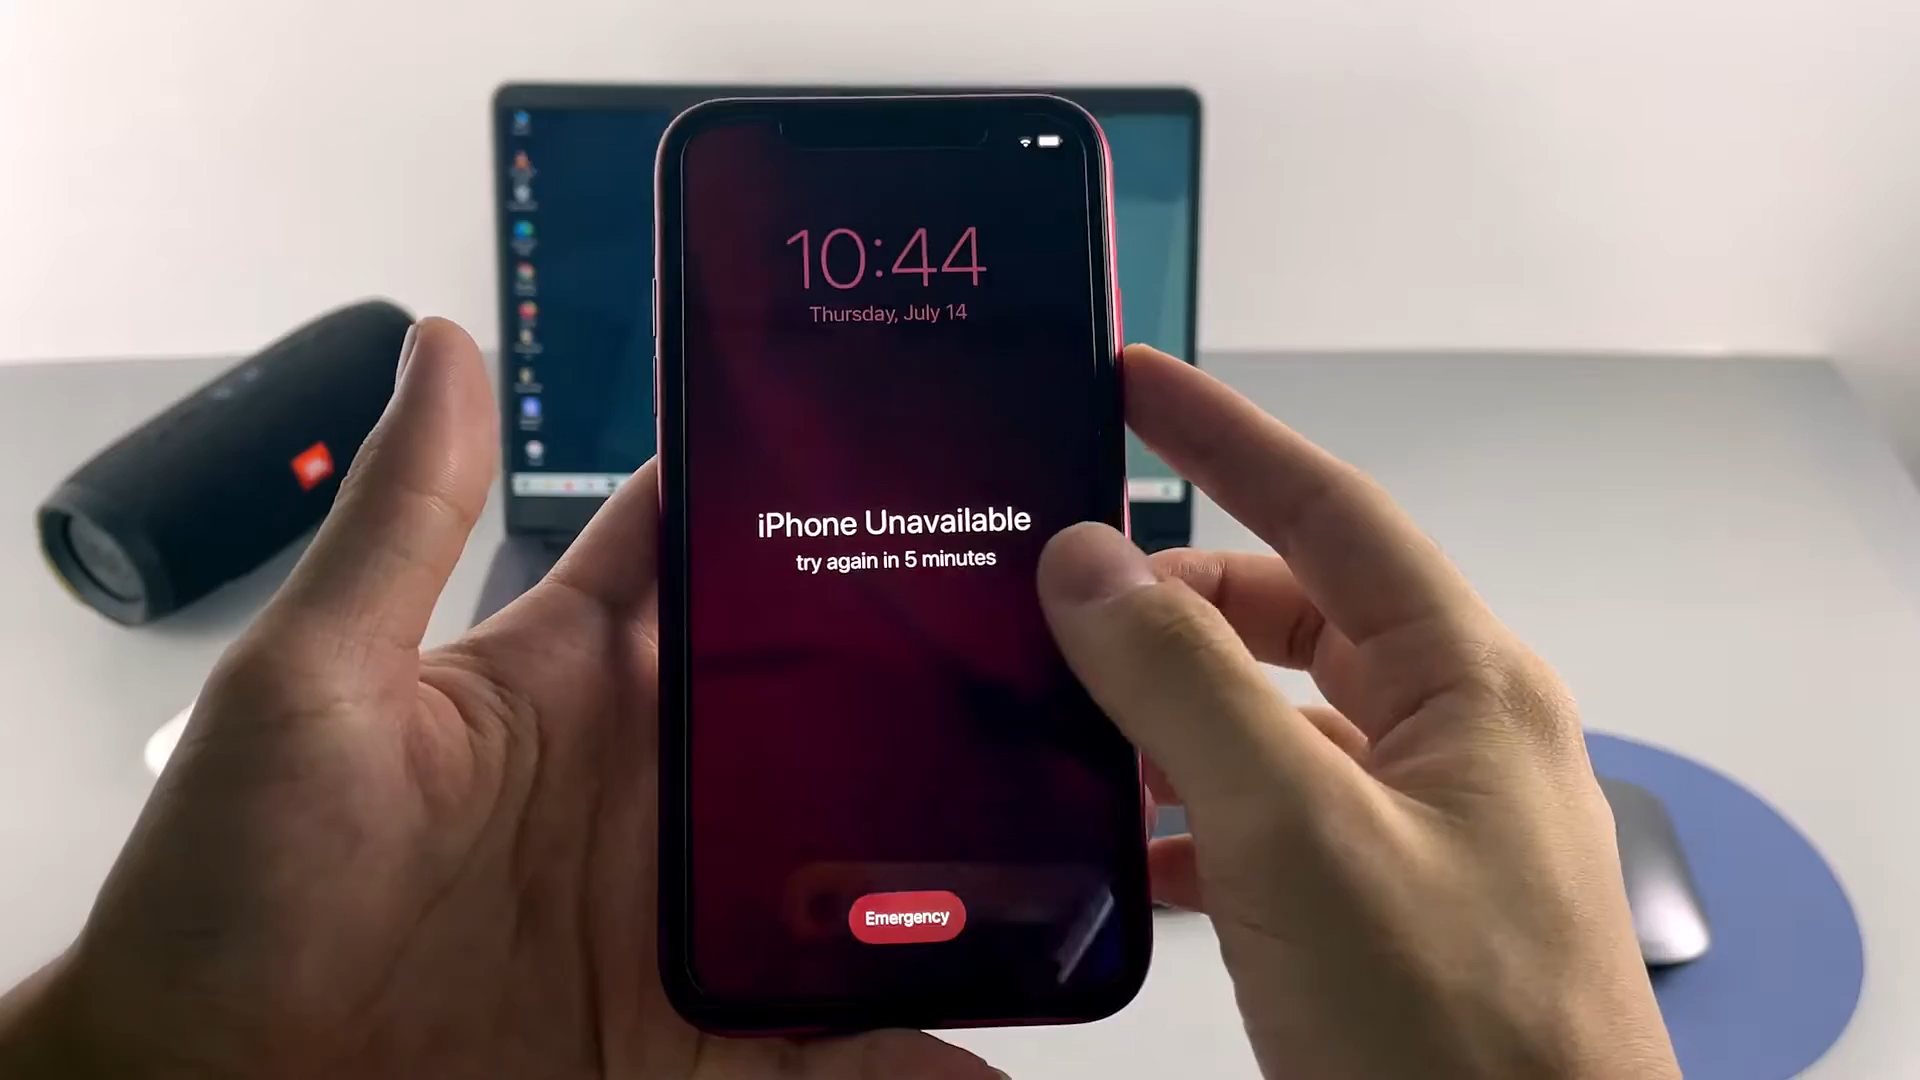 10:44
Thursday, July 14
iPhone Unavailable
try again in 5 minutes
Emergency